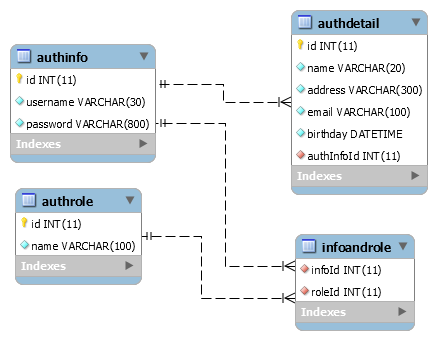 authinfo
id INT(11)
username VARCHAR(30)
password VARCHAR(800)
Indexes
authdetail
id INT(11)
name VARCHAR(20)
address VARCHAR(300)
email VARCHAR(100)
birthday DATETIME
authInfoId INT(11)
Indexes
authrole
id INT(11)
name VARCHAR(100)
Indexes
infoandrole
infoId INT(11)
roleId INT(11)
Indexes